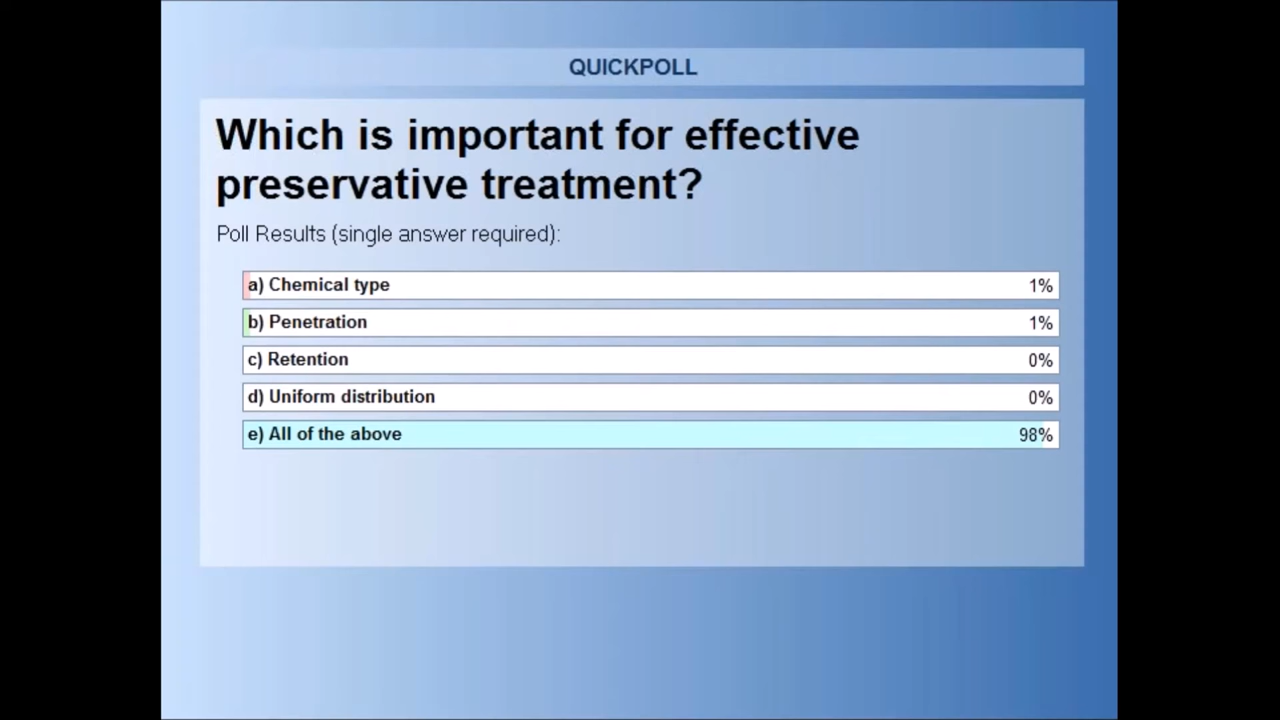 QUICKPOLL
Which is important for effective
preservative treatment?
Poll Results (single answer required):
a) Chemical type 1%
b) Penetration 1%
c) Retention 0%
d) Uniform distribution 0%
e) All of the above 98%